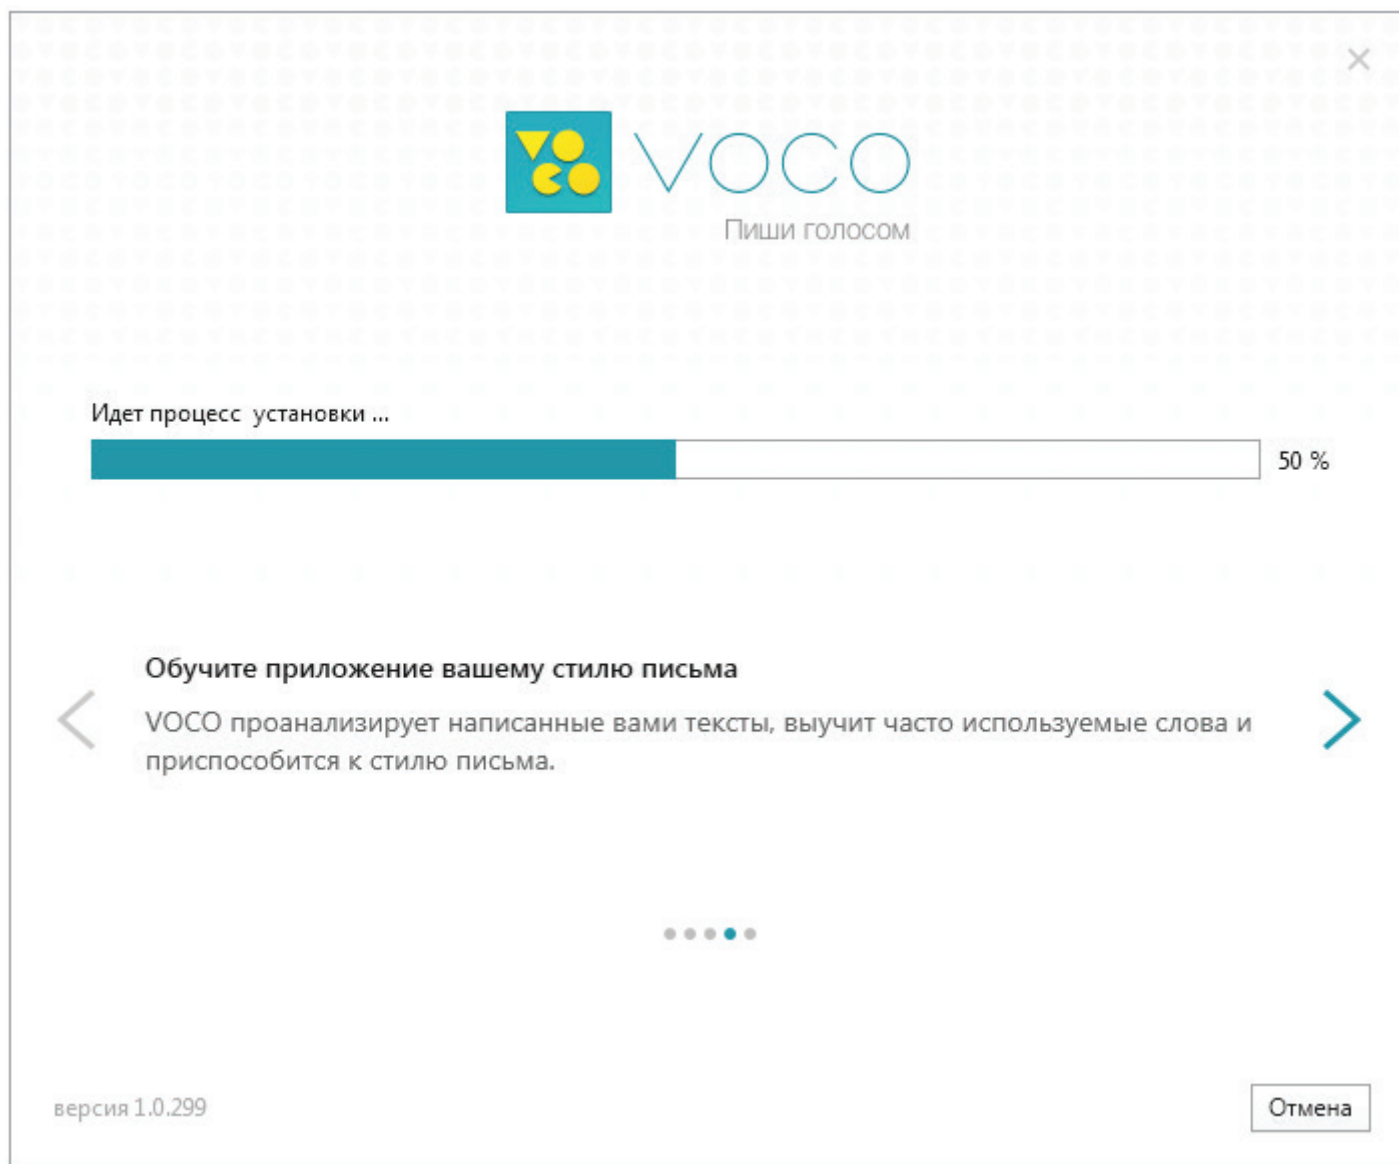 VOCO
VOCO
Пиши голосом
Идет процесс установки ...
50 %
Обучите приложение вашему стилю письма
VOCO проанализирует написанные вами тексты, выучит часто используемые слова и
приспособится к стилю письма.
версия 1.0.299
Отмена